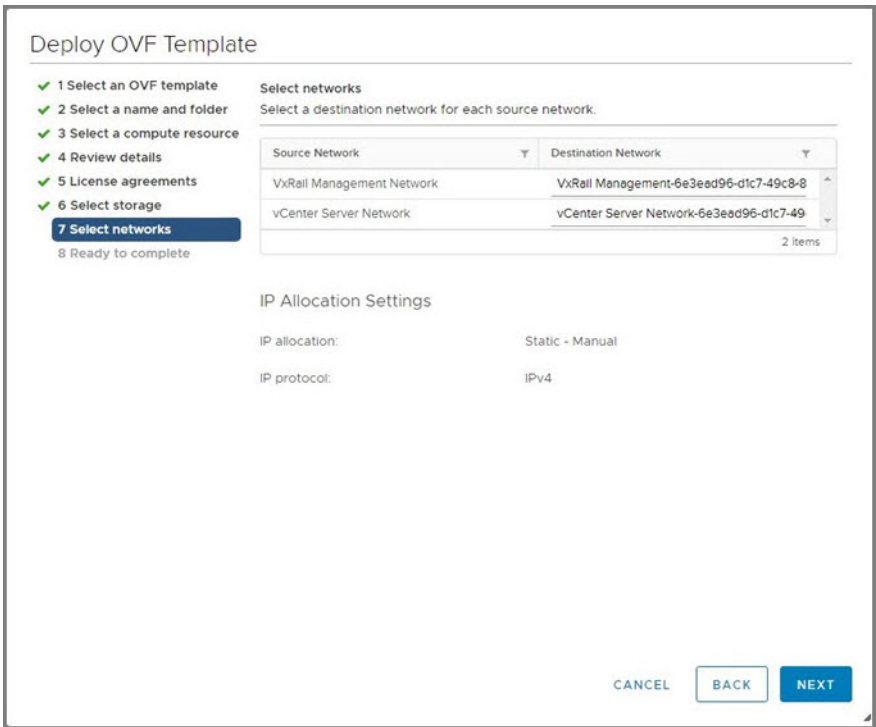 Deploy OVF Template
1 Select an OVF template
2 Select a name and folder
3 Select a compute resource
4 Review details
5 License agreements
6 Select storage
7 Select networks
8 Ready to complete
Select networks
Select a destination network for each source network.
Source Network Destination Network
VxRail Management Network VxRail Management-6e3ead96-d1c7-49c8-8
vCenter Server Network vCenter Server Network-6e3ead96-d1c7-49
2 items
IP Allocation Settings
IP allocation: Static - Manual
IP protocol: IPv4
CANCEL BACK NEXT